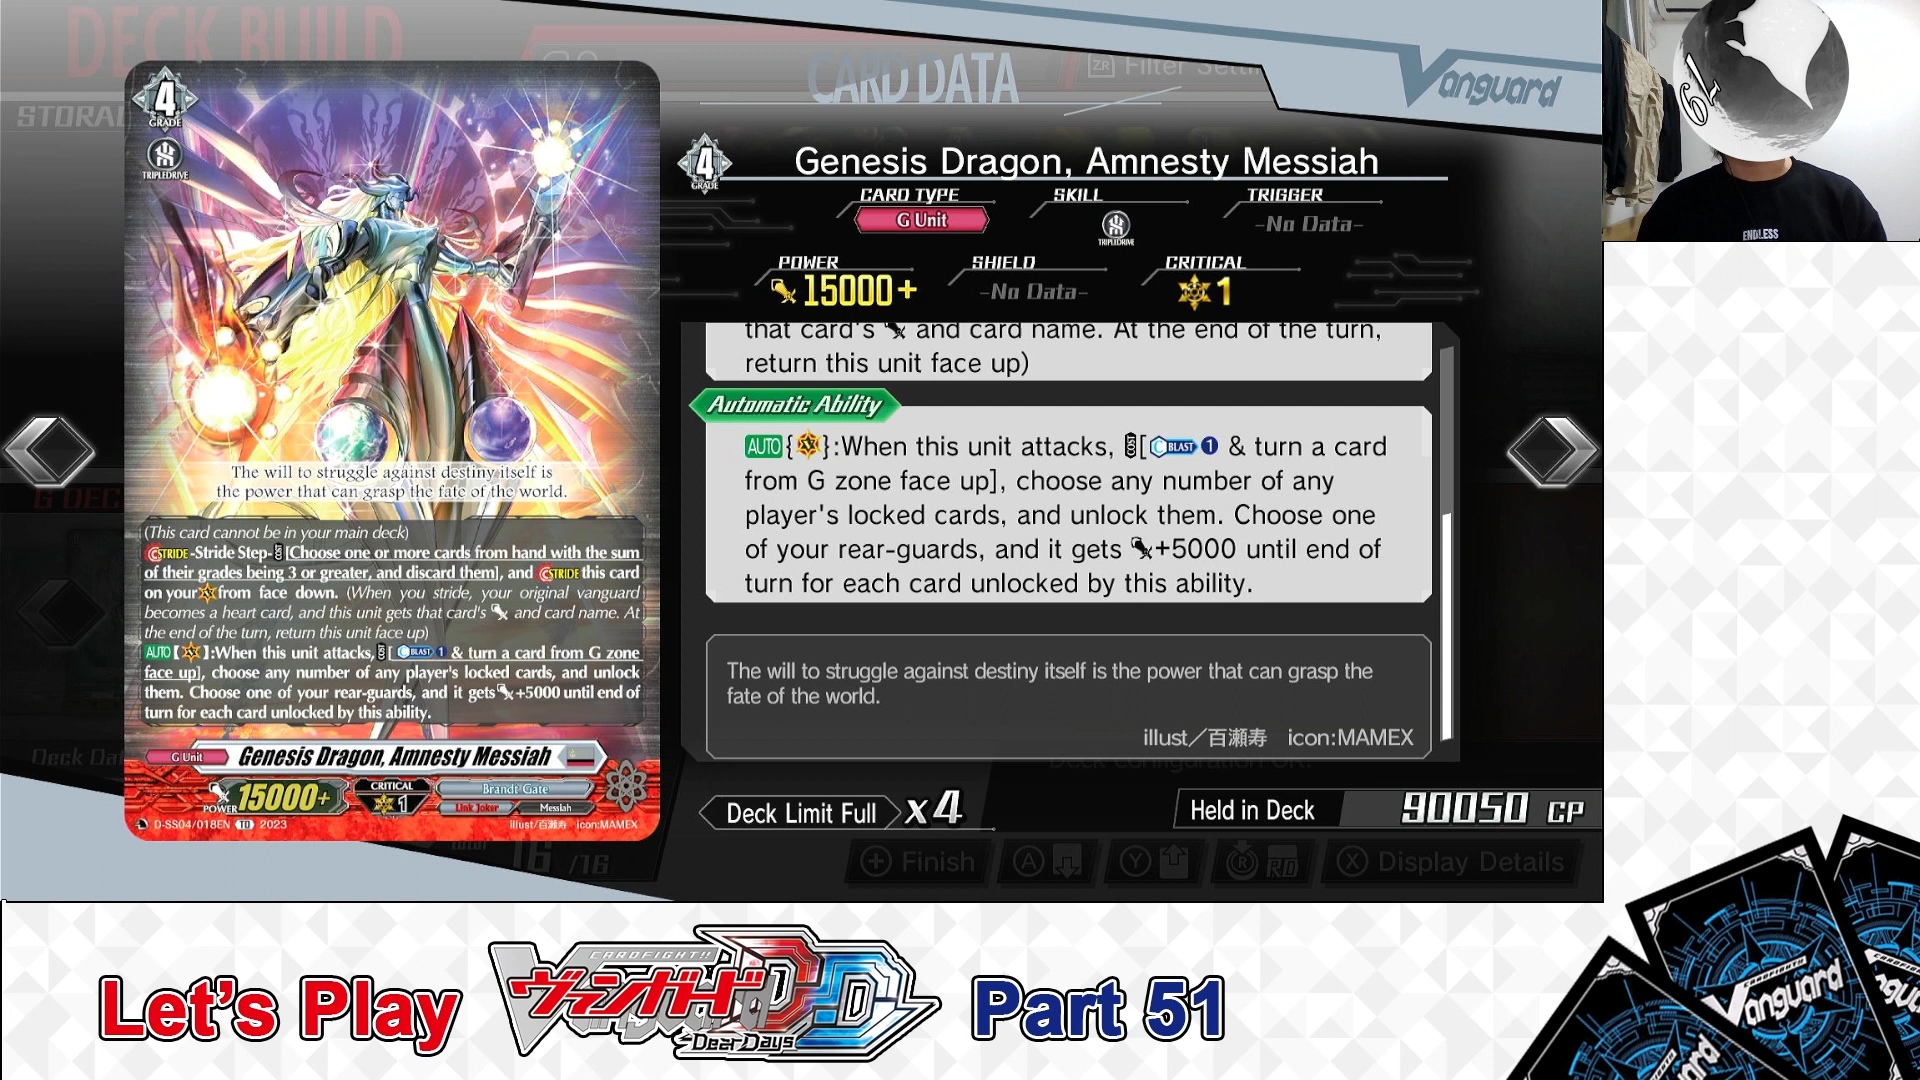 DECK BUILD
STORA
CARD DATA
ZR Filter Setti
Vanguard
4
GRADE
TRIPLEDRIVE
The will to struggle against destiny itself is
the power that can grasp the fate of the world.
(This card cannot be in your main deck)
STRIDE-Stride Step-COST[Choose one or more cards from hand with the sum
of their grades being 3 or greater, and discard them], and STRIDE this card
on your V from face down. (When you stride, your original vanguard
becomes a heart card, and this unit gets that card's and card name. At
the end of the turn, return this unit face up)
AUTO【V】:When this unit attacks, COST[C BLAST 1 & turn a card from G zone
face up], choose any number of any player's locked cards, and unlock
them. Choose one of your rear-guards, and it gets +5000 until end of
turn for each card unlocked by this ability.
G Unit Genesis Dragon, Amnesty Messiah
POWER 15000+ CRITICAL 1 Brandt Gate
Link Joker Messiah
D-SS04/018EN TD 2023 illust/百瀬寿 icon:MAMEX
4
GRADE
Genesis Dragon, Amnesty Messiah
CARD TYPE SKILL TRIGGER
G Unit TRIPLEDRIVE -No Data-
POWER SHIELD CRITICAL
15000+ -No Data- 1
that card's and card name. At the end of the turn,
return this unit face up)
Automatic Ability
AUTO{V}:When this unit attacks, COST[C BLAST 1 & turn a card
from G zone face up], choose any number of any
player's locked cards, and unlock them. Choose one
of your rear-guards, and it gets +5000 until end of
turn for each card unlocked by this ability.
The will to struggle against destiny itself is the power that can grasp the
fate of the world.
illust／百瀬寿 icon:MAMEX
G DEC
Deck Da
Deck Limit Full x4
Held in Deck 90050 CP
16 /16
+ Finish A Y R X Display Details
ENDLESS
Let's Play
CARDFIGHT!!
ヴァンガード DD
Vanguard
Dear Days
Part 51
Vanguard